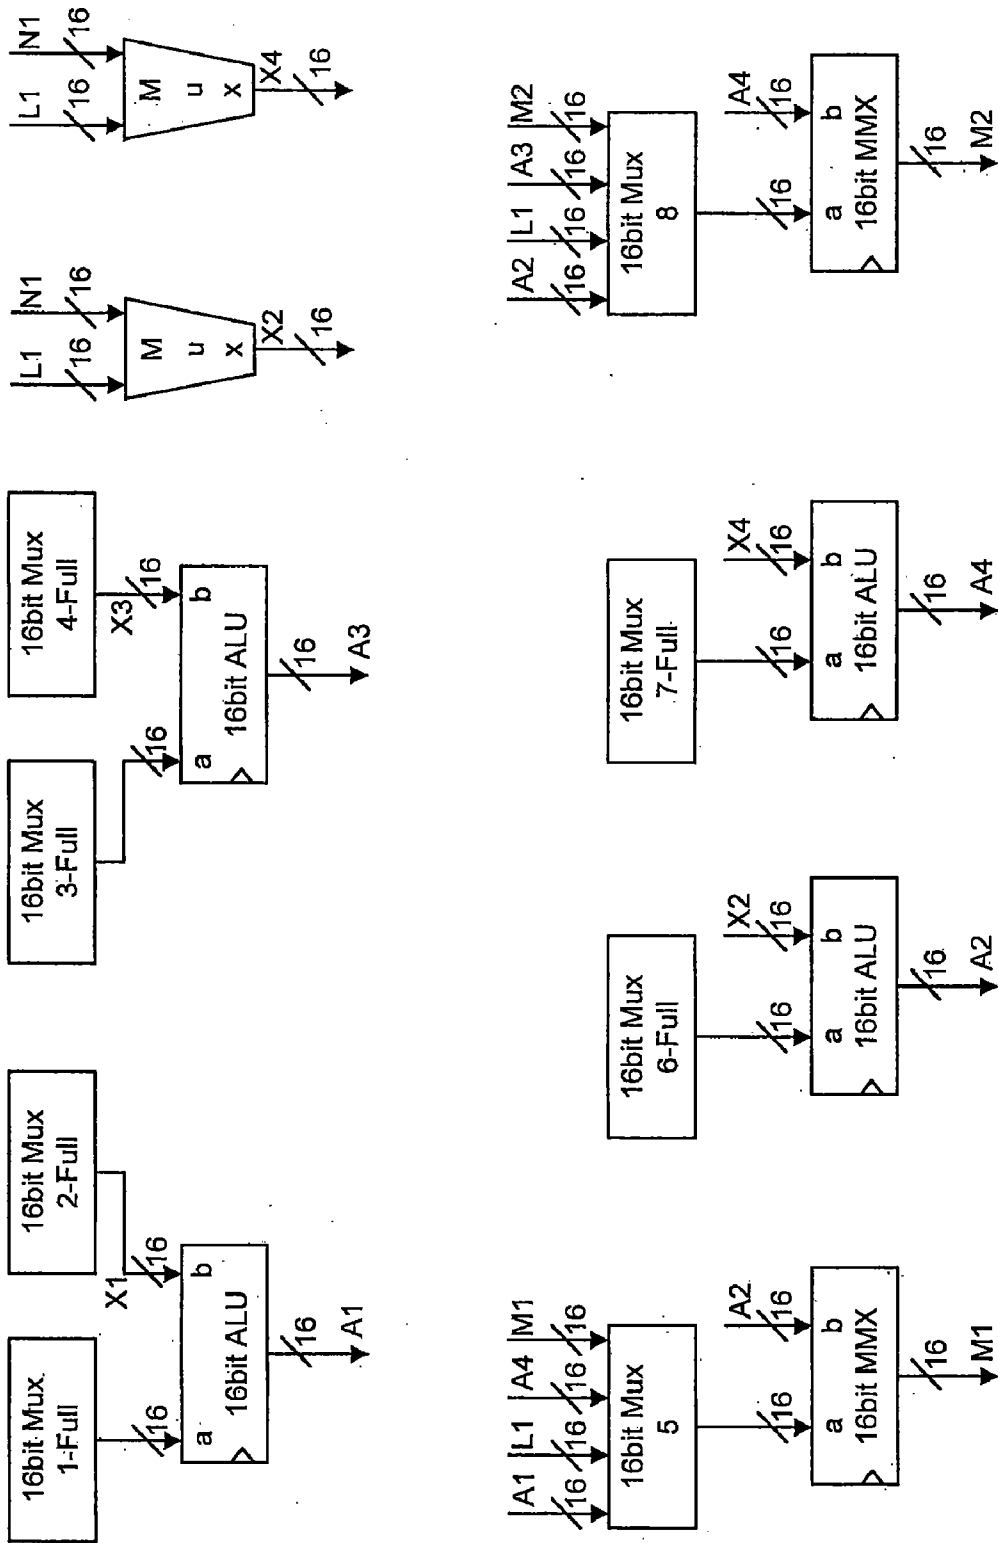 16bit Mux
1-Full
16
a
16bit ALU
b
16
A1
16bit Mux
2-Full
X1
16
16bit Mux
3-Full
16
a
16bit ALU
b
16
A3
16bit Mux
4-Full
X3
16
L1
N1
16
16
M
u
x
X2
16
L1
N1
16
16
M
u
x
X4
16
A1
L1
A4
M1
16
16
16
16
16bit Mux
5
16
A2
16
a
b
16bit MMX
16
M1
16bit Mux
6-Full
16
X2
16
a
b
16bit ALU
16
A2
16bit Mux
7-Full
16
X4
16
a
b
16bit ALU
16
A4
A2
L1
A3
M2
16
16
16
16
16bit Mux
8
16
A4
16
a
b
16bit MMX
16
M2